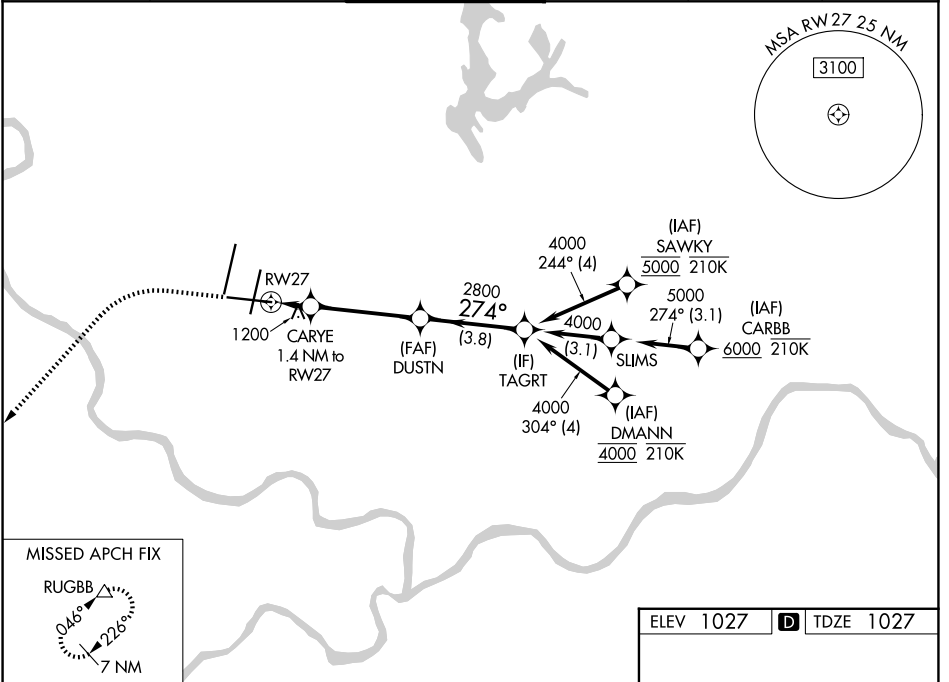 MSA RW27 25 NM
3100
(IAF)
SAWKY
5000 210K
4000
244° (4)
5000
274° (3.1)
(IAF)
CARBB
6000 210K
RW27
2800
274°
(3.8)
4000
(3.1)
SLIMS
1200
CARYE
1.4 NM to
RW27
(FAF)
DUSTN
(IF)
TAGRT
4000
304° (4)
(IAF)
DMANN
4000 210K
MISSED APCH FIX
RUGBB
046°
226°
7 NM
ELEV 1027 D TDZE 1027